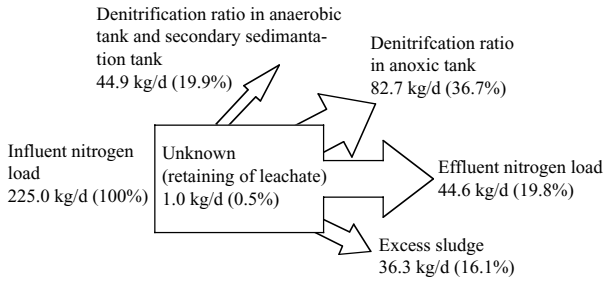 Denitrification ratio in anaerobic
tank and secondary sedimanta-
tion tank
44.9 kg/d (19.9%)
Denitrifcation ratio
in anoxic tank
82.7 kg/d (36.7%)
Influent nitrogen
load
225.0 kg/d (100%)
Unknown
(retaining of leachate)
1.0 kg/d (0.5%)
Effluent nitrogen load
44.6 kg/d (19.8%)
Excess sludge
36.3 kg/d (16.1%)